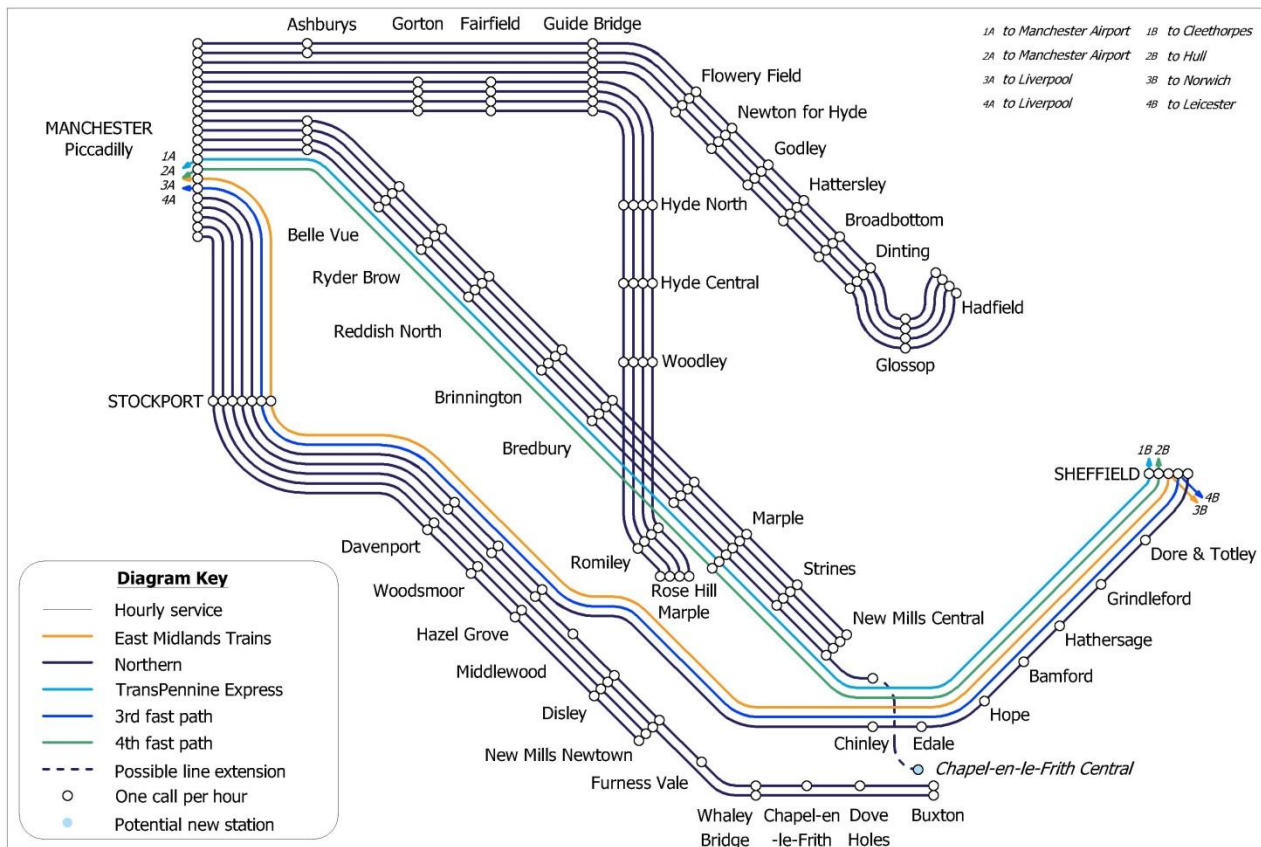 Ashburys
Gorton
Fairfield
Guide Bridge
1A to Manchester Airport
1B to Cleethorpes
2A to Manchester Airport
2B to Hull
3A to Liverpool
3B to Norwich
4A to Liverpool
4B to Leicester
Flowery Field
Newton for Hyde
MANCHESTER
Piccadilly
1A
2A
3A
4A
Godley
Hattersley
Hyde North
Broadbottom
Belle Vue
Dinting
Ryder Brow
Hyde Central
Hadfield
Reddish North
Woodley
Glossop
Brinnington
STOCKPORT
Bredbury
1B
2B
SHEFFIELD
4B
3B
Marple
Davenport
Romiley
Dore & Totley
Strines
Woodsmoor
Rose Hill
Marple
Grindleford
Hazel Grove
New Mills Central
Hathersage
Middlewood
Bamford
Disley
Hope
New Mills Newtown
Chinley
Edale
Furness Vale
Chapel-en-le-Frith Central
Whaley
Bridge
Chapel-en
-le-Frith
Dove
Holes
Buxton
Diagram Key
Hourly service
East Midlands Trains
Northern
TransPennine Express
3rd fast path
4th fast path
Possible line extension
One call per hour
Potential new station